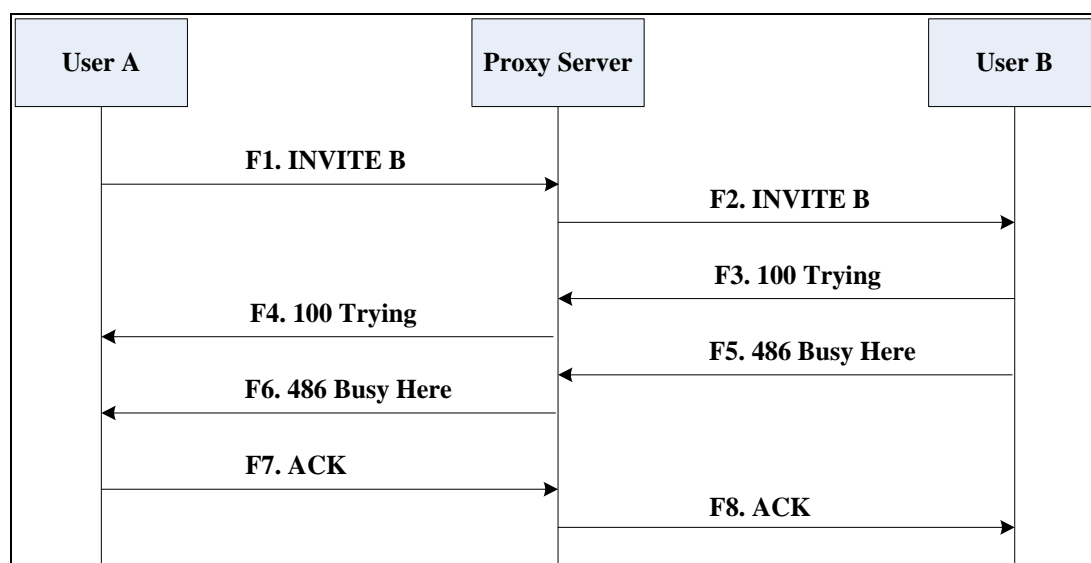 User A
Proxy Server
User B
F1. INVITE B
F2. INVITE B
F3. 100 Trying
F4. 100 Trying
F5. 486 Busy Here
F6. 486 Busy Here
F7. ACK
F8. ACK